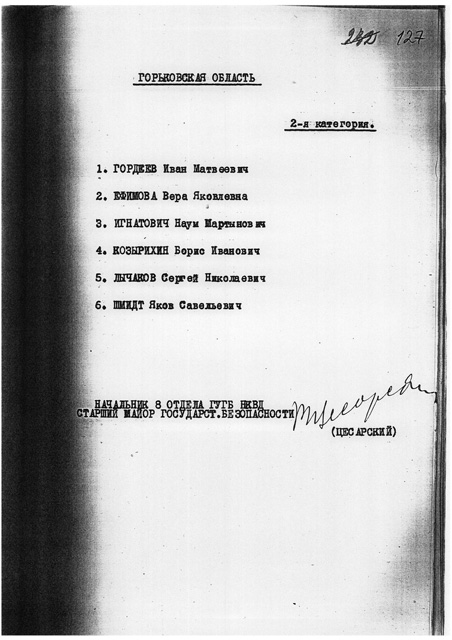 127
ГОРЬКОВСКАЯ ОБЛАСТЬ
2-я категория.
1. ГОРДЕЕВ Иван Матвеевич
2. ЕФИМОВА Вера Яковлевна
3. ИГНАТОВИЧ Наум Мартынович
4. КОЗЫРИХИН Борис Иванович
5. ЛЫЧАКОВ Сергей Николаевич
6. ШМИДТ Яков Савельевич
НАЧАЛЬНИК 8 ОТДЕЛА ГУГБ НКВД
СТАРШИЙ МАЙОР ГОСУДАРСТ.БЕЗОПАСНОСТИ
(ЦЕСАРСКИЙ)